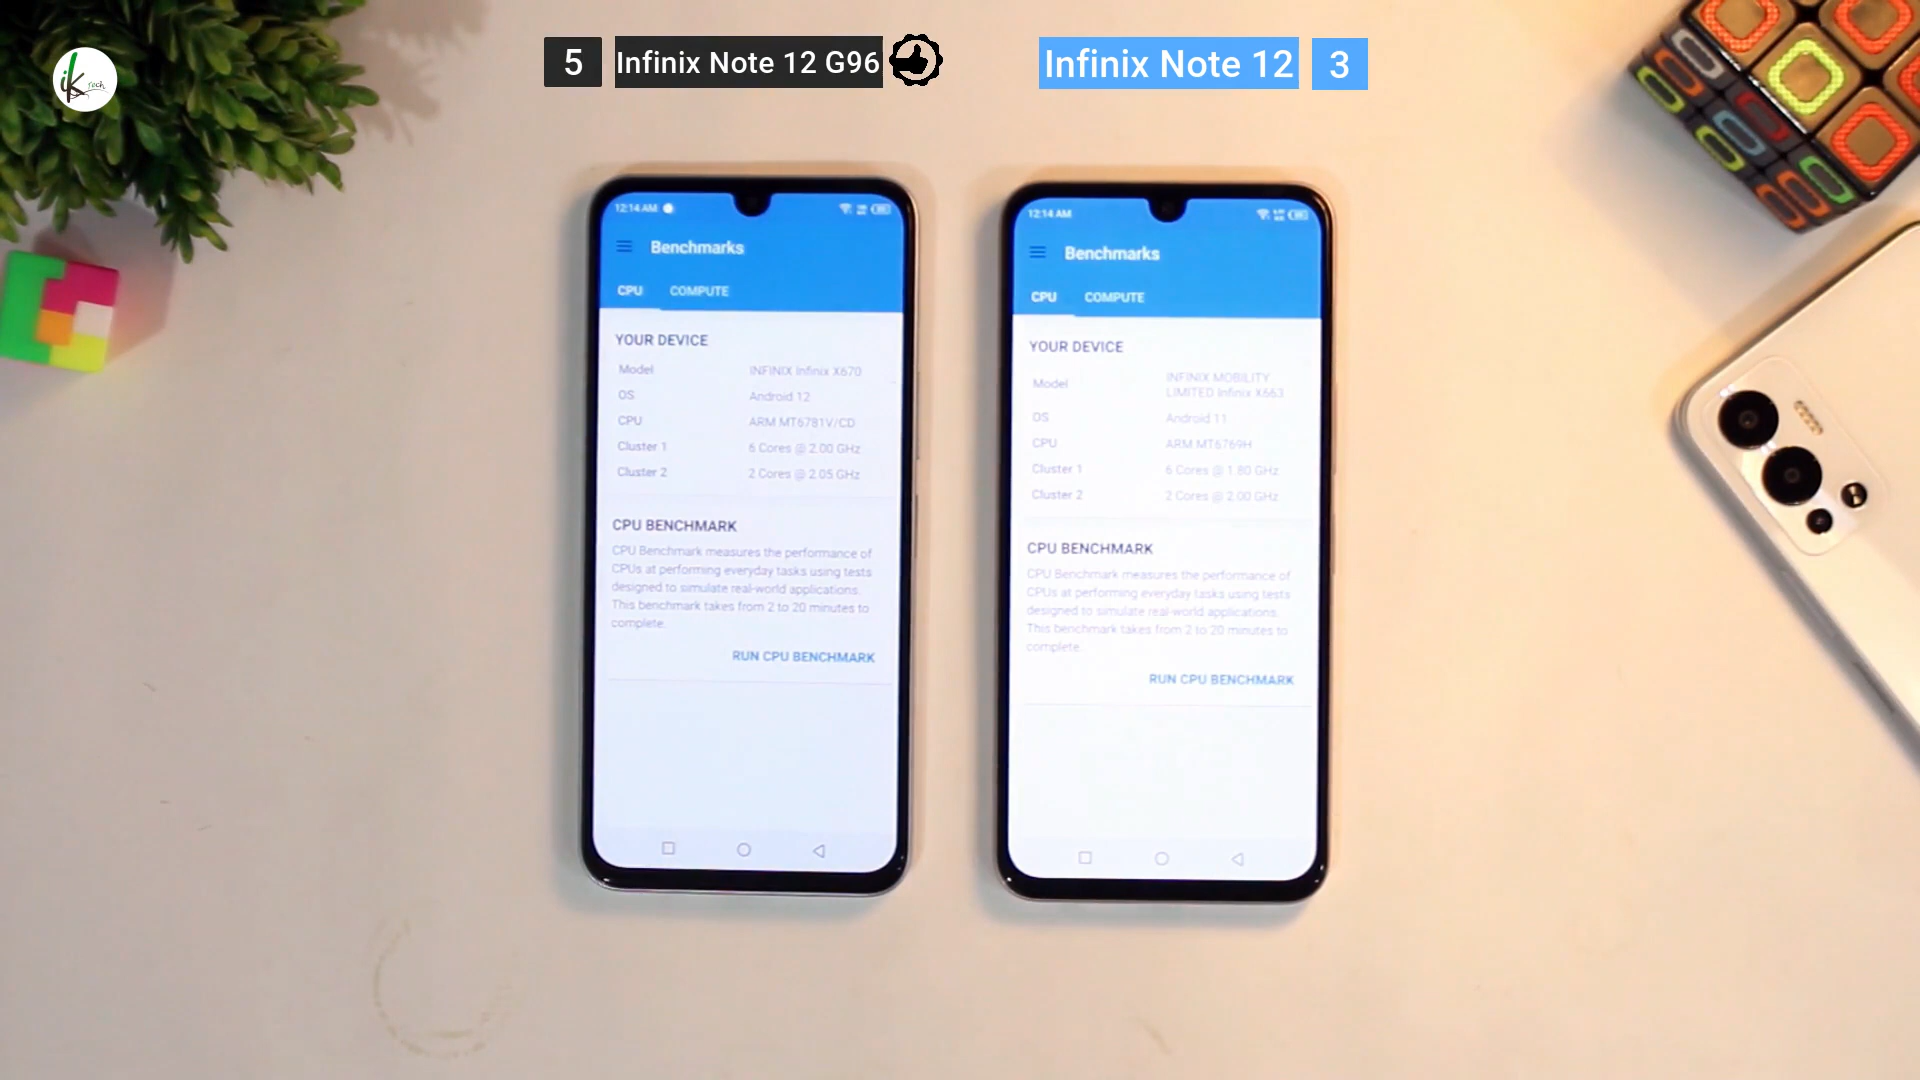 iK Tech
5 Infinix Note 12 G96
Infinix Note 12 3
12:14 AM
Benchmarks
CPU COMPUTE
YOUR DEVICE
Model INFINIX Infinix X670
OS Android 12
CPU ARM MT6781V/CD
Cluster 1 6 Cores @ 2.00 GHz
Cluster 2 2 Cores @ 2.05 GHz
CPU BENCHMARK
CPU Benchmark measures the performance of
CPUs at performing everyday tasks using tests
designed to simulate real-world applications.
This benchmark takes from 2 to 20 minutes to
complete.
RUN CPU BENCHMARK
12:14 AM
Benchmarks
CPU COMPUTE
YOUR DEVICE
Model INFINIX MOBILITY
LIMITED Infinix X663
OS Android 11
CPU ARM MT6769H
Cluster 1 6 Cores @ 1.80 GHz
Cluster 2 2 Cores @ 2.00 GHz
CPU BENCHMARK
CPU Benchmark measures the performance of
CPUs at performing everyday tasks using tests
designed to simulate real-world applications.
This benchmark takes from 2 to 20 minutes to
complete.
RUN CPU BENCHMARK